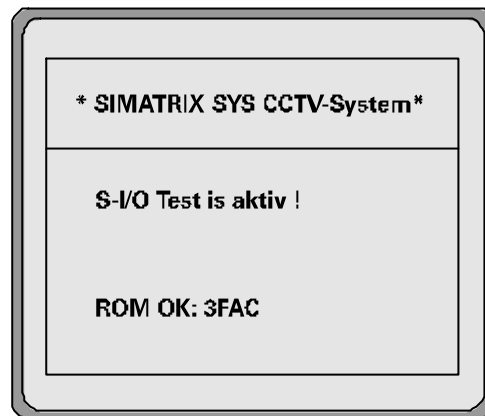 * SIMATRIX SYS CCTV-System*
S-I/O Test is aktiv !
ROM OK: 3FAC